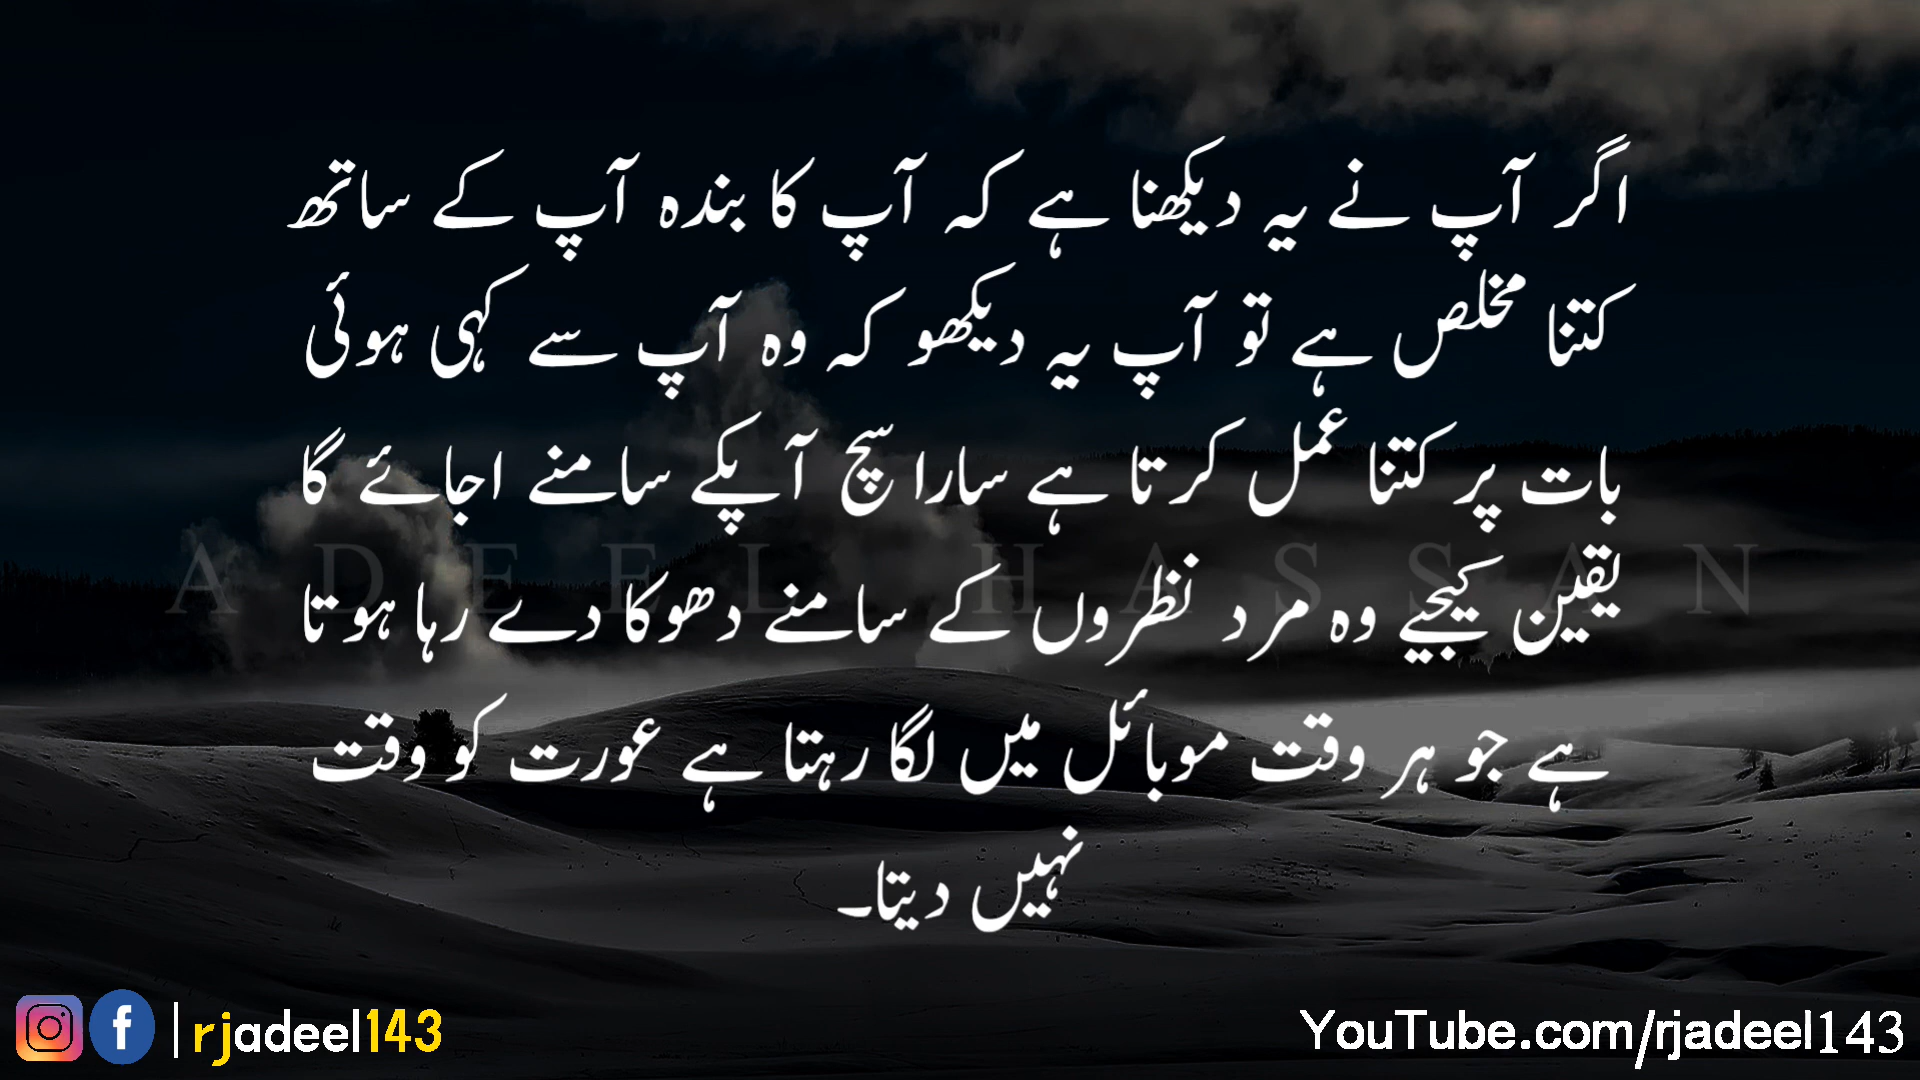 اگر آپ نے یہ دیکھنا ہے کہ آپ کا بندہ آپ کے ساتھ
کتنا مخلص ہے تو آپ یہ دیکھو کہ وہ آپ سے کہی ہوئی
بات پر کتنا عمل کرتا ہے سارا سچ آپکے سامنے اجائے گا
یقین کیجیے وہ مرد نظروں کے سامنے دھوکا دے رہا ہوتا
ہے جو ہر وقت موبائل میں لگا رہتا ہے عورت کو وقت
نہیں دیتا۔
ADEEL HASSAN
|rjadeel143
YouTube.com/rjadeel143